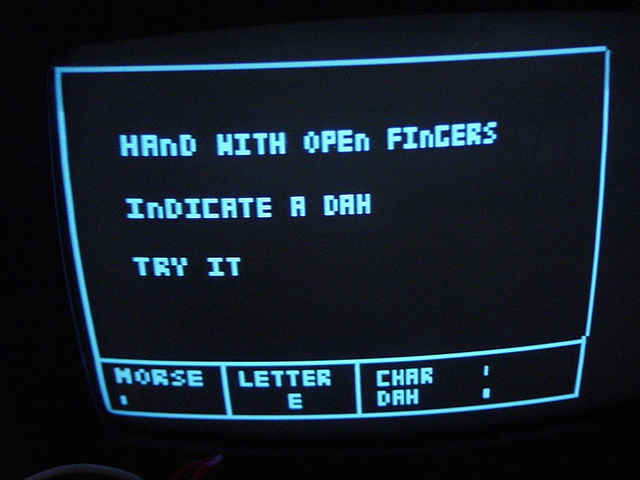 HAnD WITH OPEn FInGERS
InDICATE A DAH
TRY IT
MORSE LETTER CHAR '
' E DAH ▪